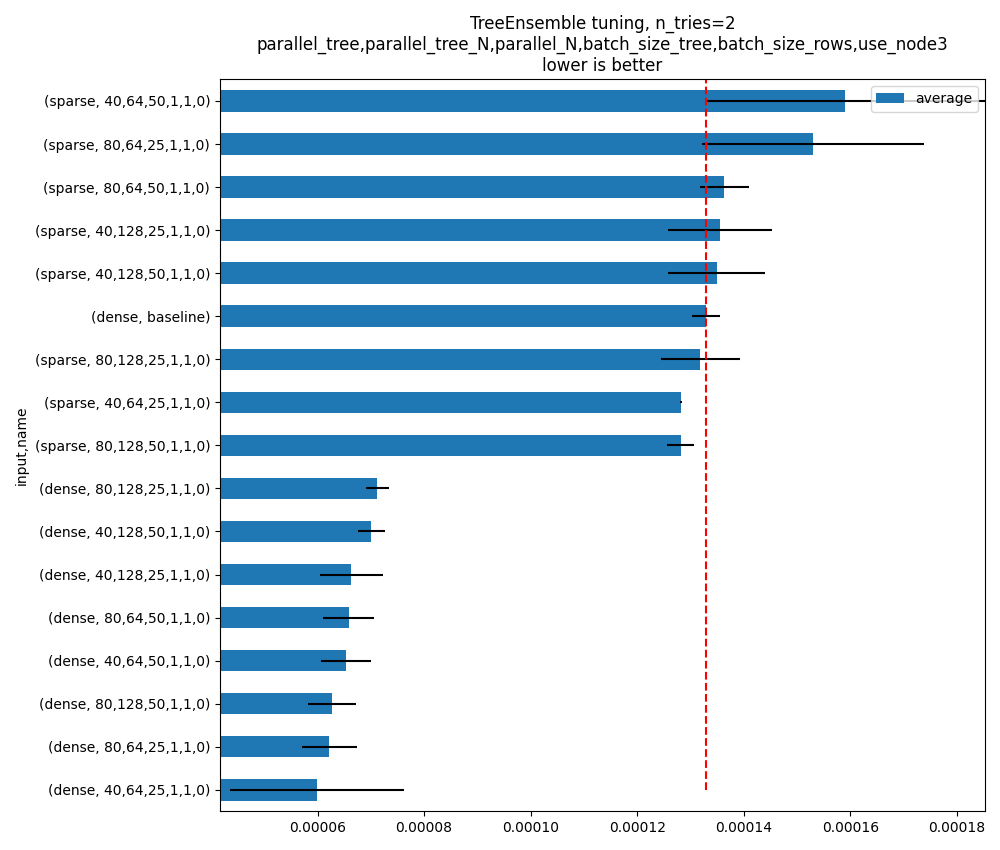 TreeEnsemble tuning, n_tries=2
parallel_tree,parallel_tree_N,parallel_N,batch_size_tree,batch_size_rows,use_node3
lower is better
average
input,name
(sparse, 40,64,50,1,1,0)
(sparse, 80,64,25,1,1,0)
(sparse, 80,64,50,1,1,0)
(sparse, 40,128,25,1,1,0)
(sparse, 40,128,50,1,1,0)
(dense, baseline)
(sparse, 80,128,25,1,1,0)
(sparse, 40,64,25,1,1,0)
(sparse, 80,128,50,1,1,0)
(dense, 80,128,25,1,1,0)
(dense, 40,128,50,1,1,0)
(dense, 40,128,25,1,1,0)
(dense, 80,64,50,1,1,0)
(dense, 40,64,50,1,1,0)
(dense, 80,128,50,1,1,0)
(dense, 80,64,25,1,1,0)
(dense, 40,64,25,1,1,0)
0.00006 0.00008 0.00010 0.00012 0.00014 0.00016 0.00018